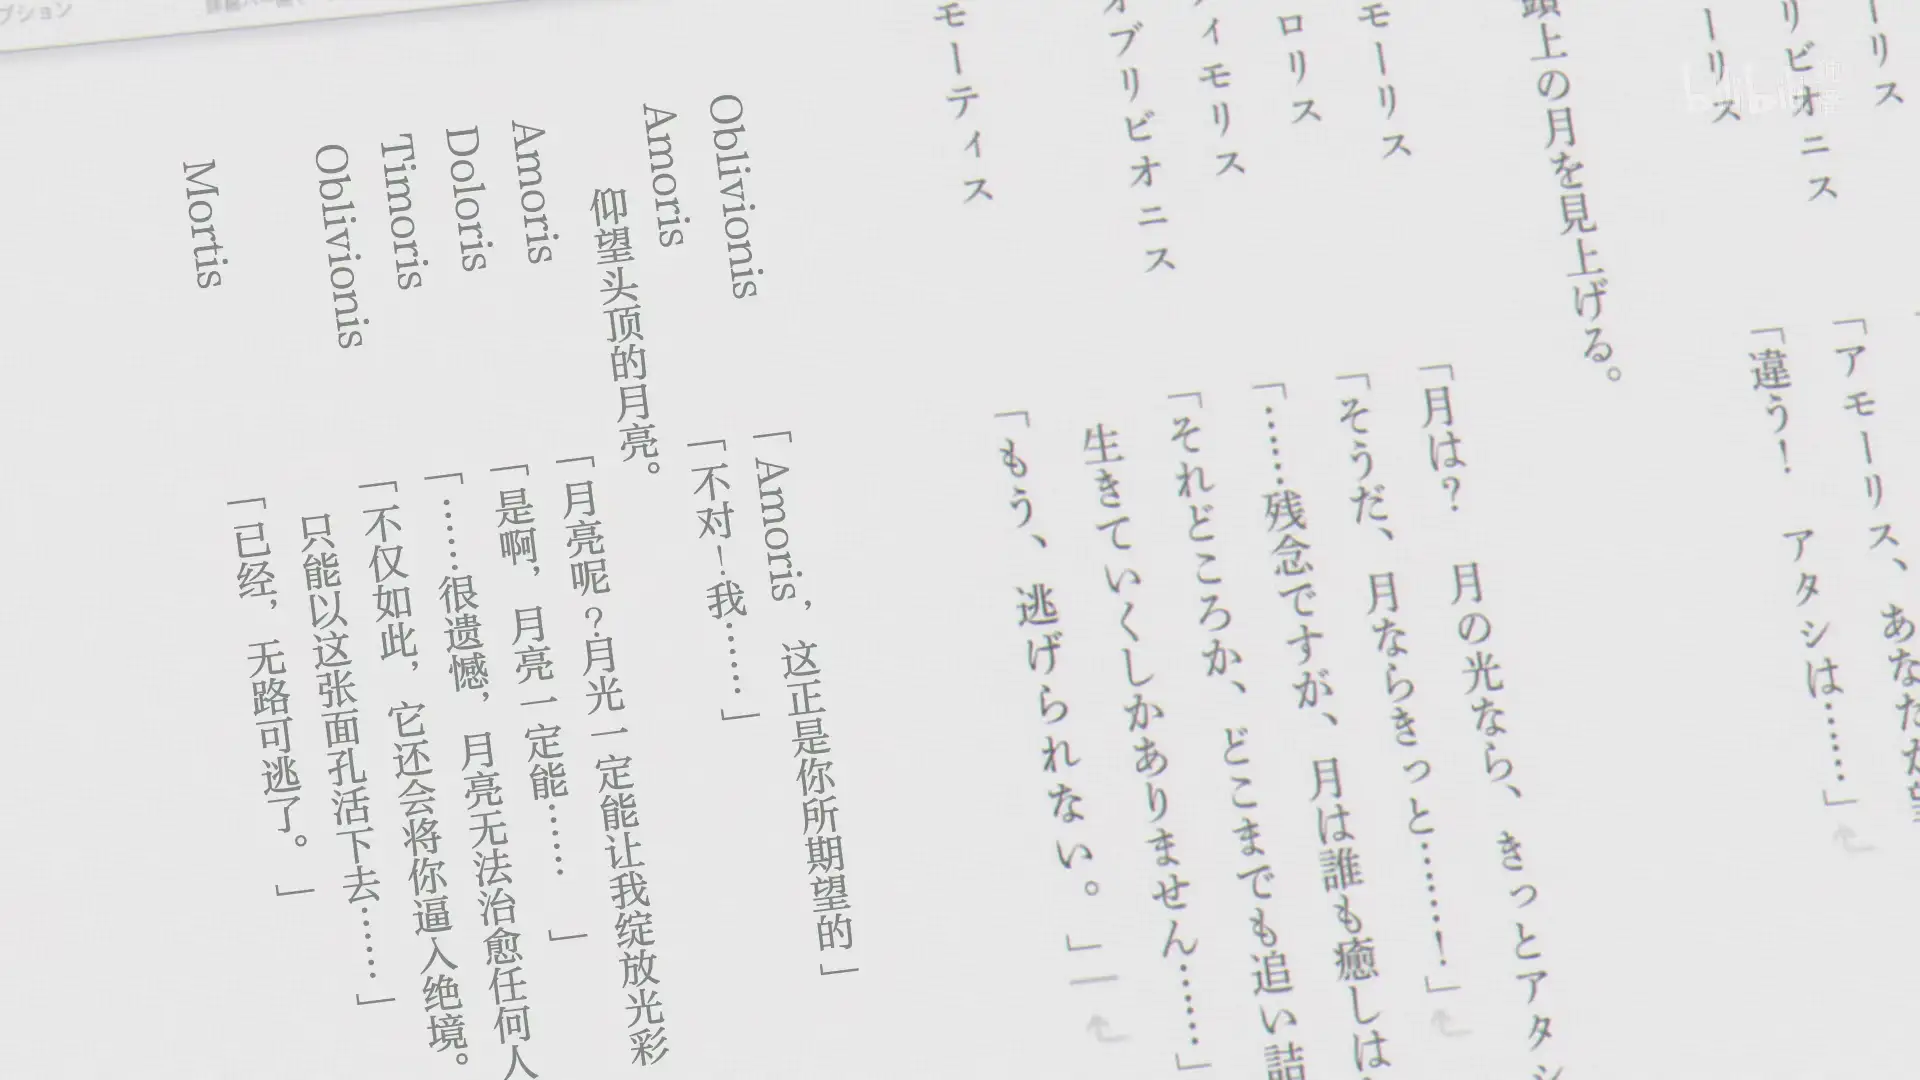 プション
モーリス
リビオニス 「アモーリス、あなたが望
ーリス 「違う！　アタシは……」
頭上の月を見上げる。
モーリス 「月は？　月の光なら、きっとアタシ
ロリス 「そうだ、月ならきっと……！」
ィモリス 「……残念ですが、月は誰も癒しは
オブリビオニス 「それどころか、どこまでも追い詰
生きていくしかありません……」
モーティス 「もう、逃げられない。」
Oblivionis 「Amoris，这正是你所期望的」
Amoris 「不对！我……」
仰望头顶的月亮。
Amoris 「月亮呢？月光一定能让我绽放光彩
Doloris 「是啊，月亮一定能……　」
Timoris 「……很遗憾，月亮无法治愈任何人
Oblivionis 「不仅如此，它还会将你逼入绝境。
只能以这张面孔活下去……」
Mortis 「已经，无路可逃了。　」
bilibili